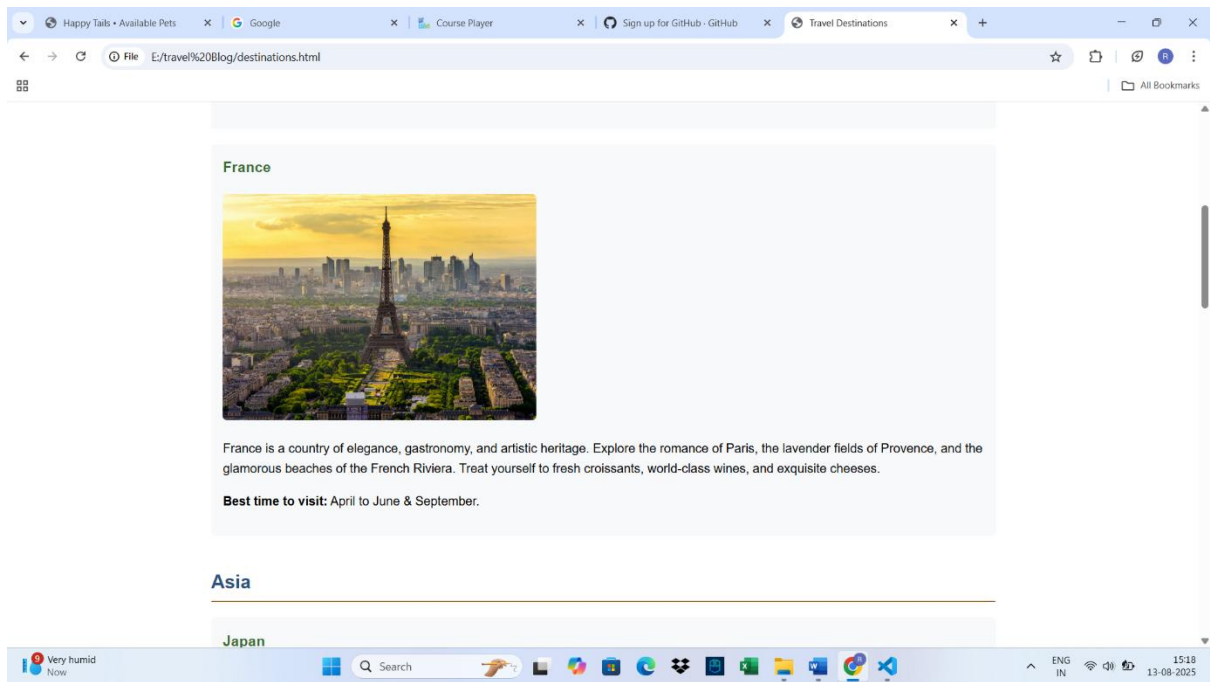 Happy Tails • Available Pets
Google
Course Player
Sign up for GitHub · GitHub
Travel Destinations
File E:/travel%20Blog/destinations.html
R
All Bookmarks
France
France is a country of elegance, gastronomy, and artistic heritage. Explore the romance of Paris, the lavender fields of Provence, and the
glamorous beaches of the French Riviera. Treat yourself to fresh croissants, world-class wines, and exquisite cheeses.
Best time to visit: April to June & September.
Asia
Japan
9 Very humid
Now
Search
ENG
IN
15:18
13-08-2025